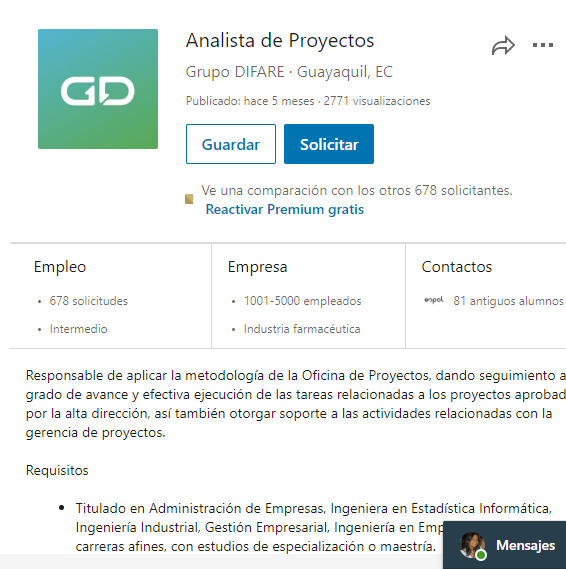 GD
Analista de Proyectos
Grupo DIFARE · Guayaquil, EC
Publicado: hace 5 meses · 2771 visualizaciones
Guardar
Solicitar
Ve una comparación con los otros 678 solicitantes.
Reactivar Premium gratis
Empleo
• 678 solicitudes
• Intermedio
Empresa
• 1001-5000 empleados
• Industria farmacéutica
Contactos
espol 81 antiguos alumnos
Responsable de aplicar la metodología de la Oficina de Proyectos, dando seguimiento a
grado de avance y efectiva ejecución de las tareas relacionadas a los proyectos aprobad
por la alta dirección, así también otorgar soporte a las actividades relacionadas con la
gerencia de proyectos.
Requisitos
• Titulado en Administración de Empresas, Ingeniera en Estadística Informática,
Ingeniería Industrial, Gestión Empresarial, Ingeniería en Emp
carreras afines, con estudios de especialización o maestría.
Mensajes